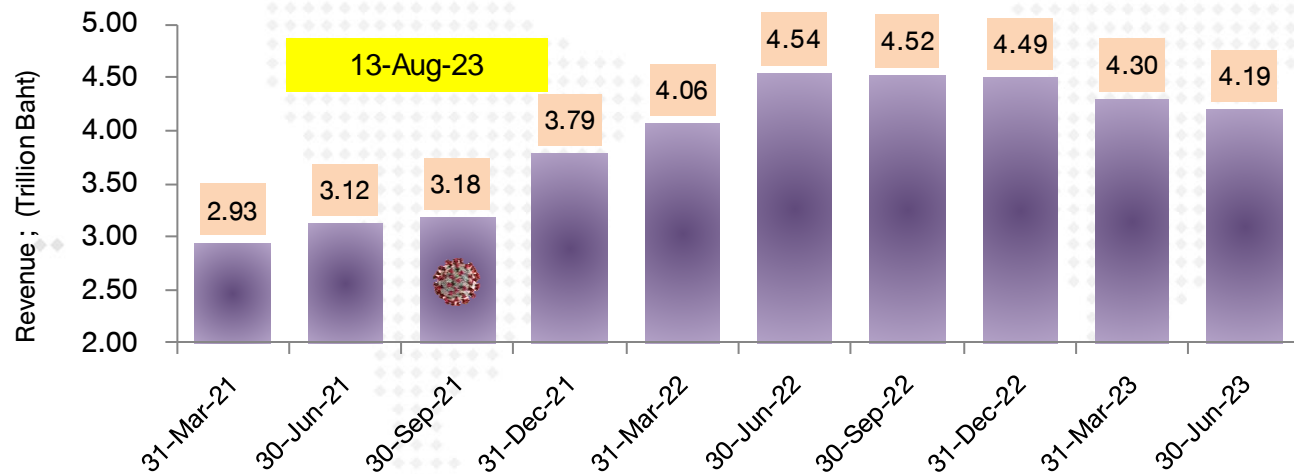 Revenue ; (Trillion Baht)
5.00
4.50
4.00
3.50
3.00
2.50
2.00
13-Aug-23
2.93
3.12
3.18
3.79
4.06
4.54
4.52
4.49
4.30
4.19
31-Mar-21
30-Jun-21
30-Sep-21
31-Dec-21
31-Mar-22
30-Jun-22
30-Sep-22
31-Dec-22
31-Mar-23
30-Jun-23